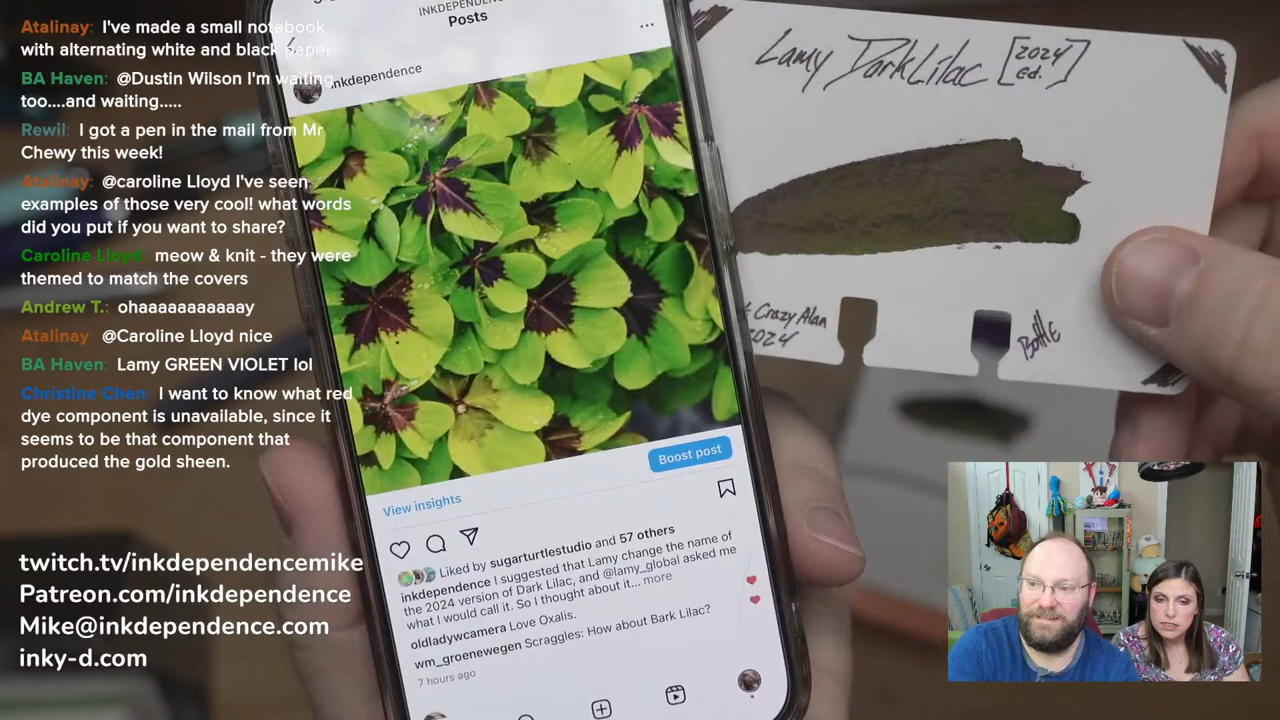 Atalinay: I've made a small notebook
with alternating white and black paper
BA Haven: @Dustin Wilson I'm waiting
too....and waiting.....
Rewil: I got a pen in the mail from Mr
Chewy this week!
Atalinay: @caroline Lloyd I've seen
examples of those very cool! what words
did you put if you want to share?
Caroline Lloyd: meow & knit - they were
themed to match the covers
Andrew T.: ohaaaaaaaaaay
Atalinay: @Caroline Lloyd nice
BA Haven: Lamy GREEN VIOLET lol
Christine Chen: I want to know what red
dye component is unavailable, since it
seems to be that component that
produced the gold sheen.
twitch.tv/inkdependencemike
Patreon.com/inkdependence
Mike@inkdependence.com
inky-d.com
Posts
inkdependence
Boost post
View insights
Liked by sugarturtlestudio and 57 others
inkdependence I suggested that Lamy change the name of
the 2024 version of Dark Lilac, and @lamy_global asked me
what I would call it. So I thought about it... more
oldladywcamera Love Oxalis.
wm_groenewegen Scraggles: How about Bark Lilac?
7 hours ago
Lamy Dark Lilac [2024
ed.]
Crazy Alan
2024
Bottle